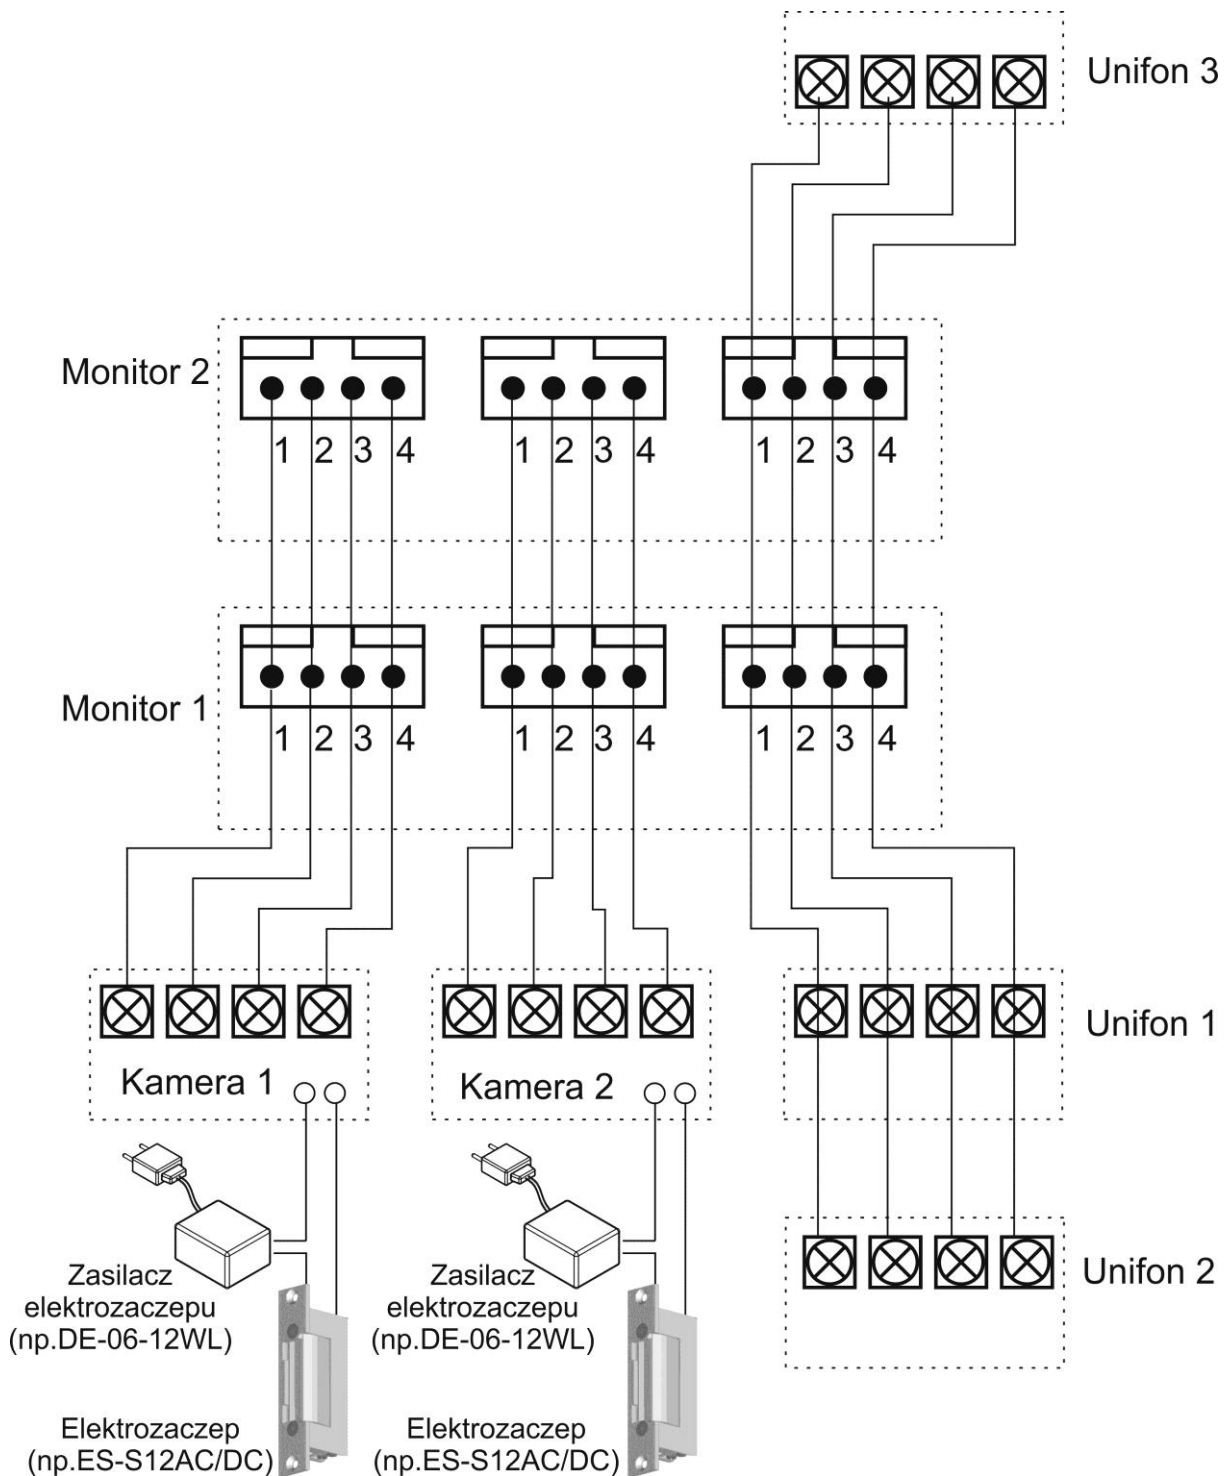 Unifon 3
Monitor 2
1 2 3 4 1 2 3 4 1 2 3 4
Monitor 1
1 2 3 4 1 2 3 4 1 2 3 4
Unifon 1
Kamera 1
Kamera 2
Unifon 2
Zasilacz
elektrozaczepu
(np.DE-06-12WL)
Zasilacz
elektrozaczepu
(np.DE-06-12WL)
Elektrozaczep
(np.ES-S12AC/DC)
Elektrozaczep
(np.ES-S12AC/DC)